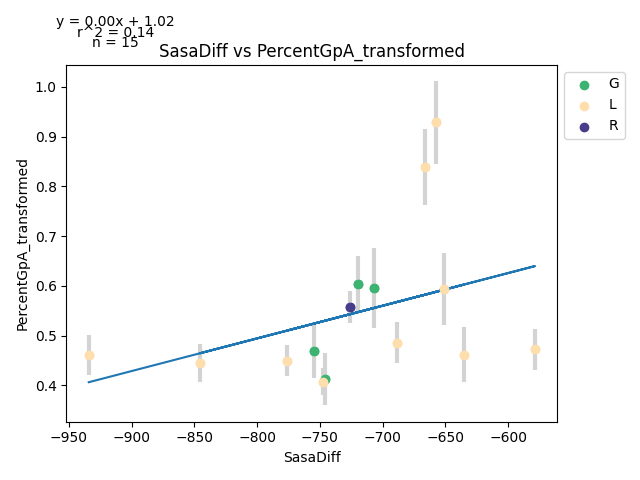 y = 0.00x + 1.02
r^2 = 0.14
n = 15
SasaDiff vs PercentGpA_transformed
G
L
R
PercentGpA_transformed
1.0
0.9
0.8
0.7
0.6
0.5
0.4
−950 −900 −850 −800 −750 −700 −650 −600
SasaDiff